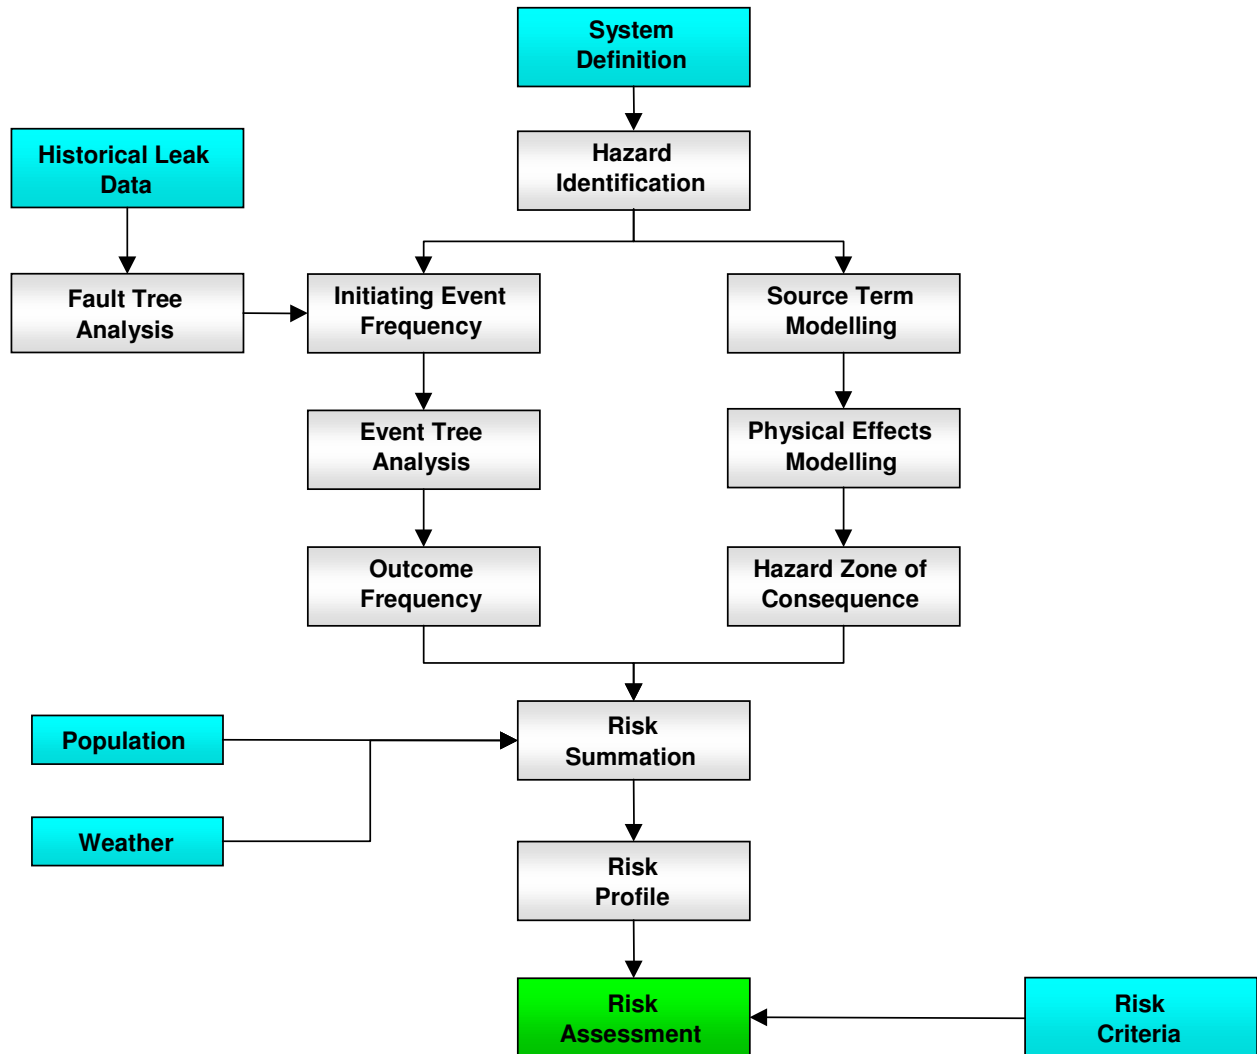 System
Definition
Historical Leak
Data
Hazard
Identification
Fault Tree
Analysis
Initiating Event
Frequency
Source Term
Modelling
Event Tree
Analysis
Physical Effects
Modelling
Outcome
Frequency
Hazard Zone of
Consequence
Population
Risk
Summation
Weather
Risk
Profile
Risk
Assessment
Risk
Criteria